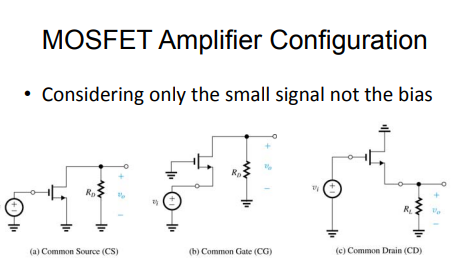 MOSFET Amplifier Configuration
• Considering only the small signal not the bias
R_D
v_o
v_i
R_D
v_o
v_i
R_L
v_o
(a) Common Source (CS)
(b) Common Gate (CG)
(c) Common Drain (CD)